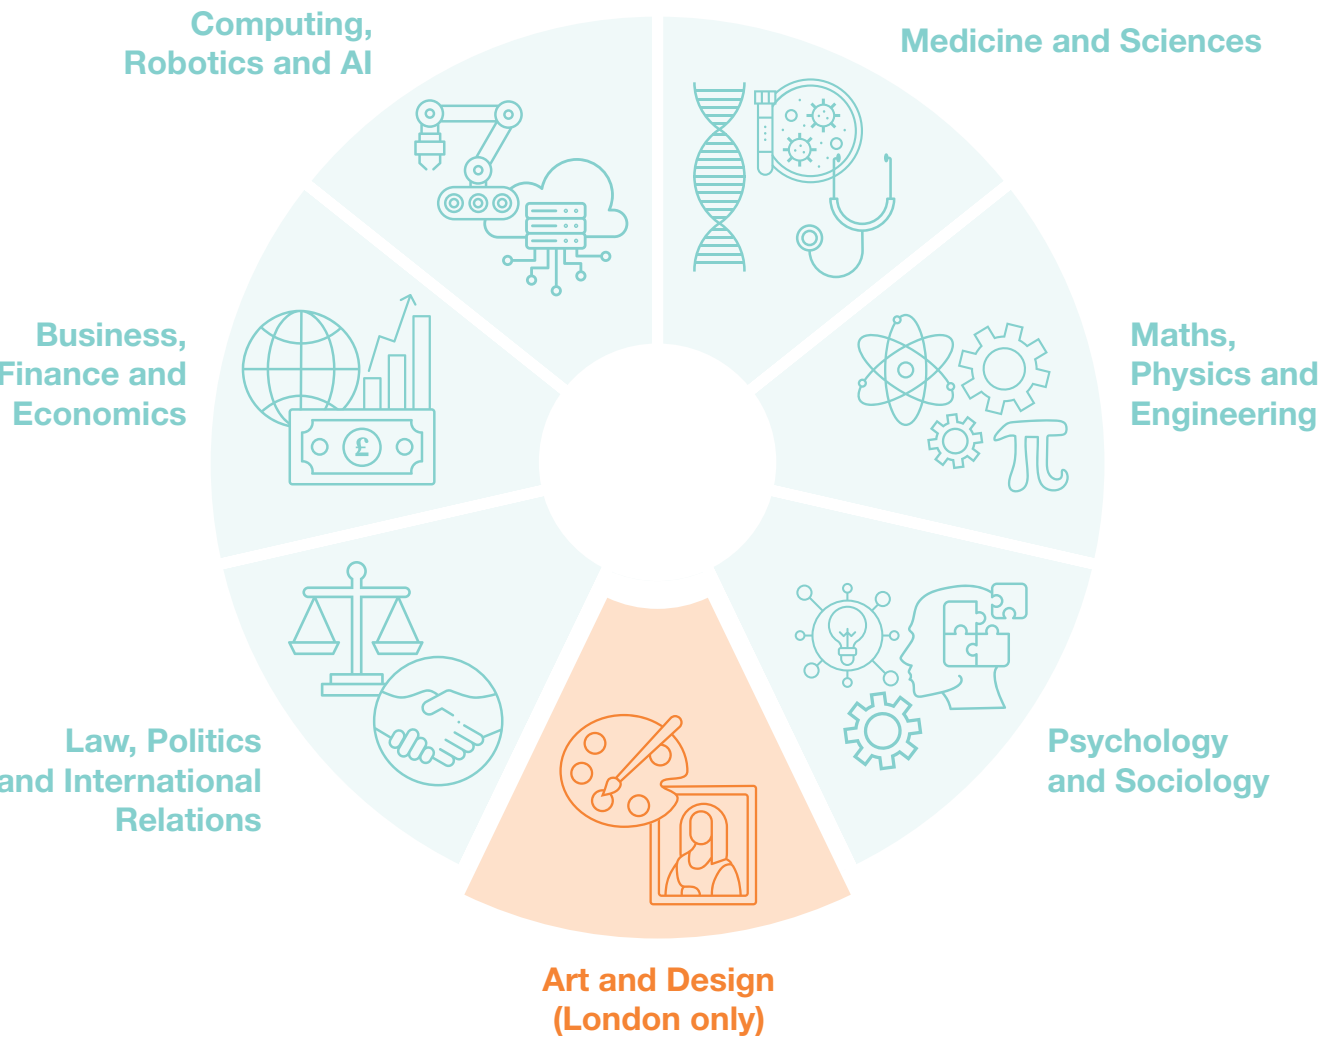 Computing,
Robotics and AI
Medicine and Sciences
Business,
Finance and
Economics
£
Maths,
Physics and
Engineering
π
Law, Politics
and International
Relations
Psychology
and Sociology
Art and Design
(London only)